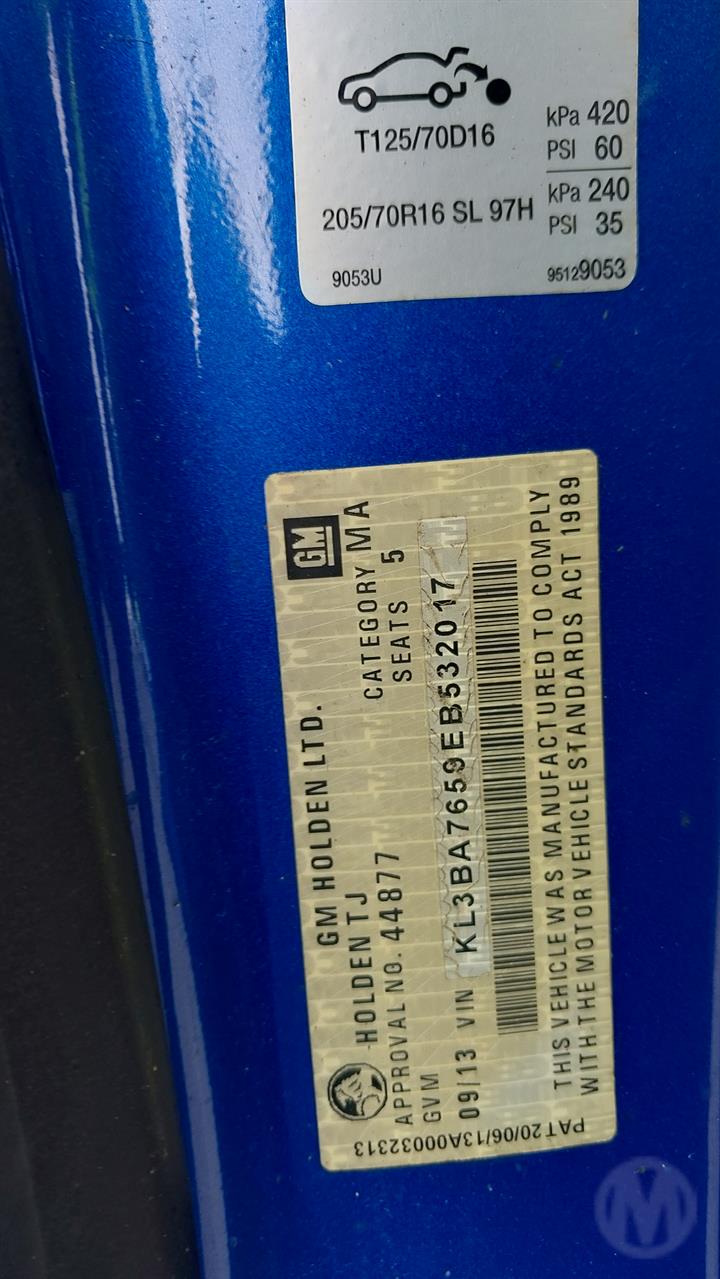 T125/70D16
kPa 420
PSI 60
205/70R16 SL 97H
kPa 240
PSI 35
9053U
95129053
GM
GM HOLDEN LTD.
HOLDEN TJ
CATEGORY MA
APPROVAL NO. 44877
SEATS 5
GVM
09/13 VIN KL3BA7659EB532017
THIS VEHICLE WAS MANUFACTURED TO COMPLY
WITH THE MOTOR VEHICLE STANDARDS ACT 1989
PAT20/06/13A00032313
M